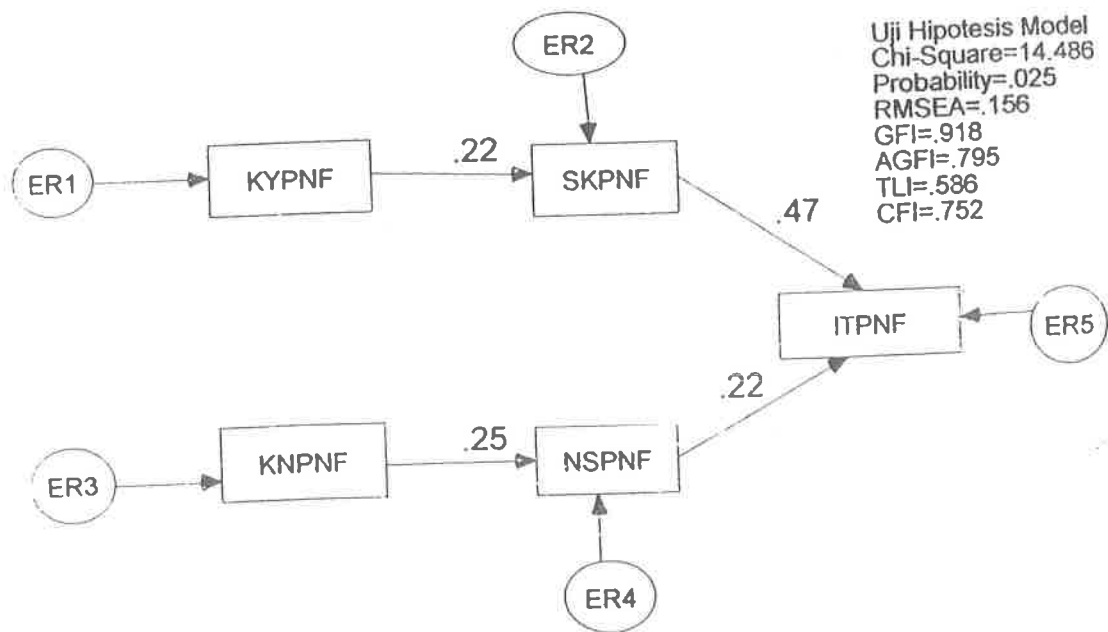 Uji Hipotesis Model
Chi-Square=14.486
Probability=.025
RMSEA=.156
GFI=.918
AGFI=.795
TLI=.586
CFI=.752
ER2
ER1
KYPNF
.22
SKPNF
.47
ITPNF
ER5
.22
KNPNF
.25
NSPNF
ER3
ER4